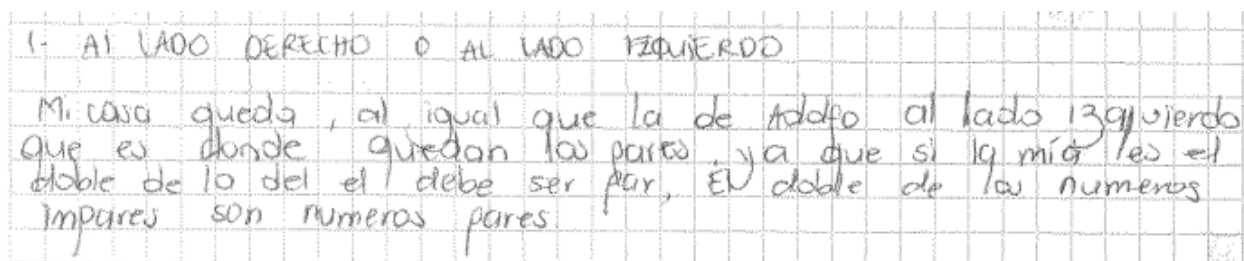 1- Al LADO DERECHO O AL LADO IZQUIERDO
Mi casa queda, al igual que la de Adolfo al lado izquierdo
que es donde quedan los pares, ya que si la mía es el
doble de lo del el debe ser par, El doble de los numeros
impares son numeros pares.